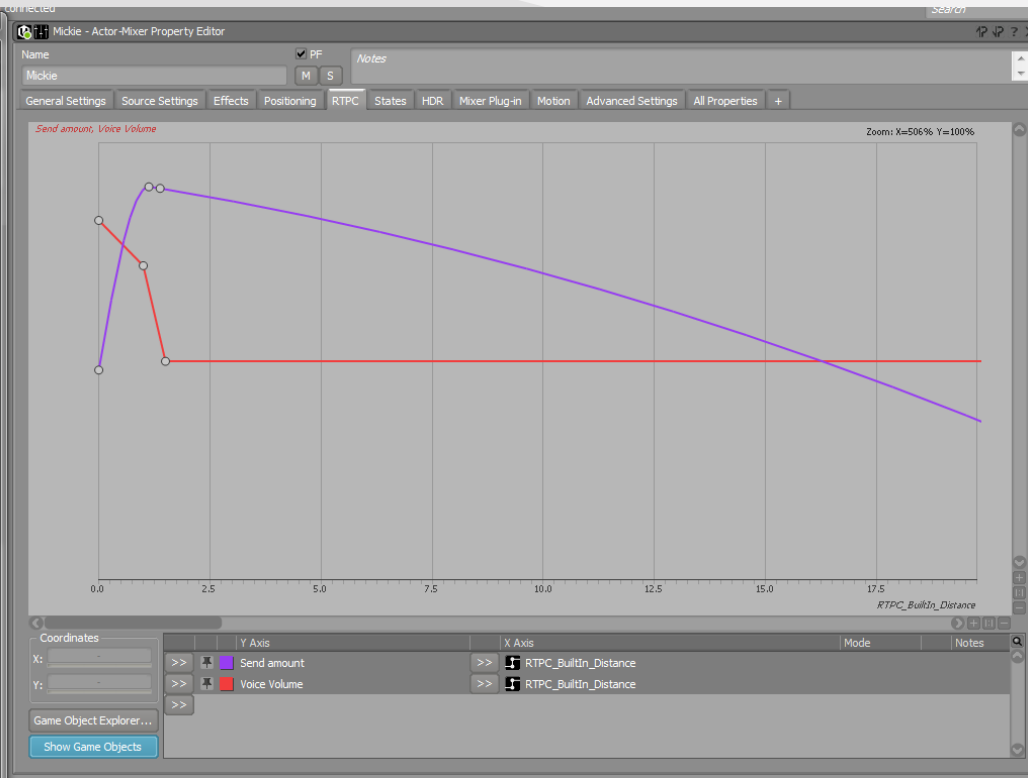 connected
Search
Mickie - Actor-Mixer Property Editor
?
Name
PF
Notes
Mickie
M S
General Settings Source Settings Effects Positioning RTPC States HDR Mixer Plug-in Motion Advanced Settings All Properties +
Send amount, Voice Volume
Zoom: X=506% Y=100%
0.0 2.5 5.0 7.5 10.0 12.5 15.0 17.5
RTPC_BuiltIn_Distance
Coordinates
Y Axis X Axis Mode Notes
X: -
>> Send amount >> RTPC_BuiltIn_Distance
Y: -
>> Voice Volume >> RTPC_BuiltIn_Distance
>>
Game Object Explorer...
Show Game Objects